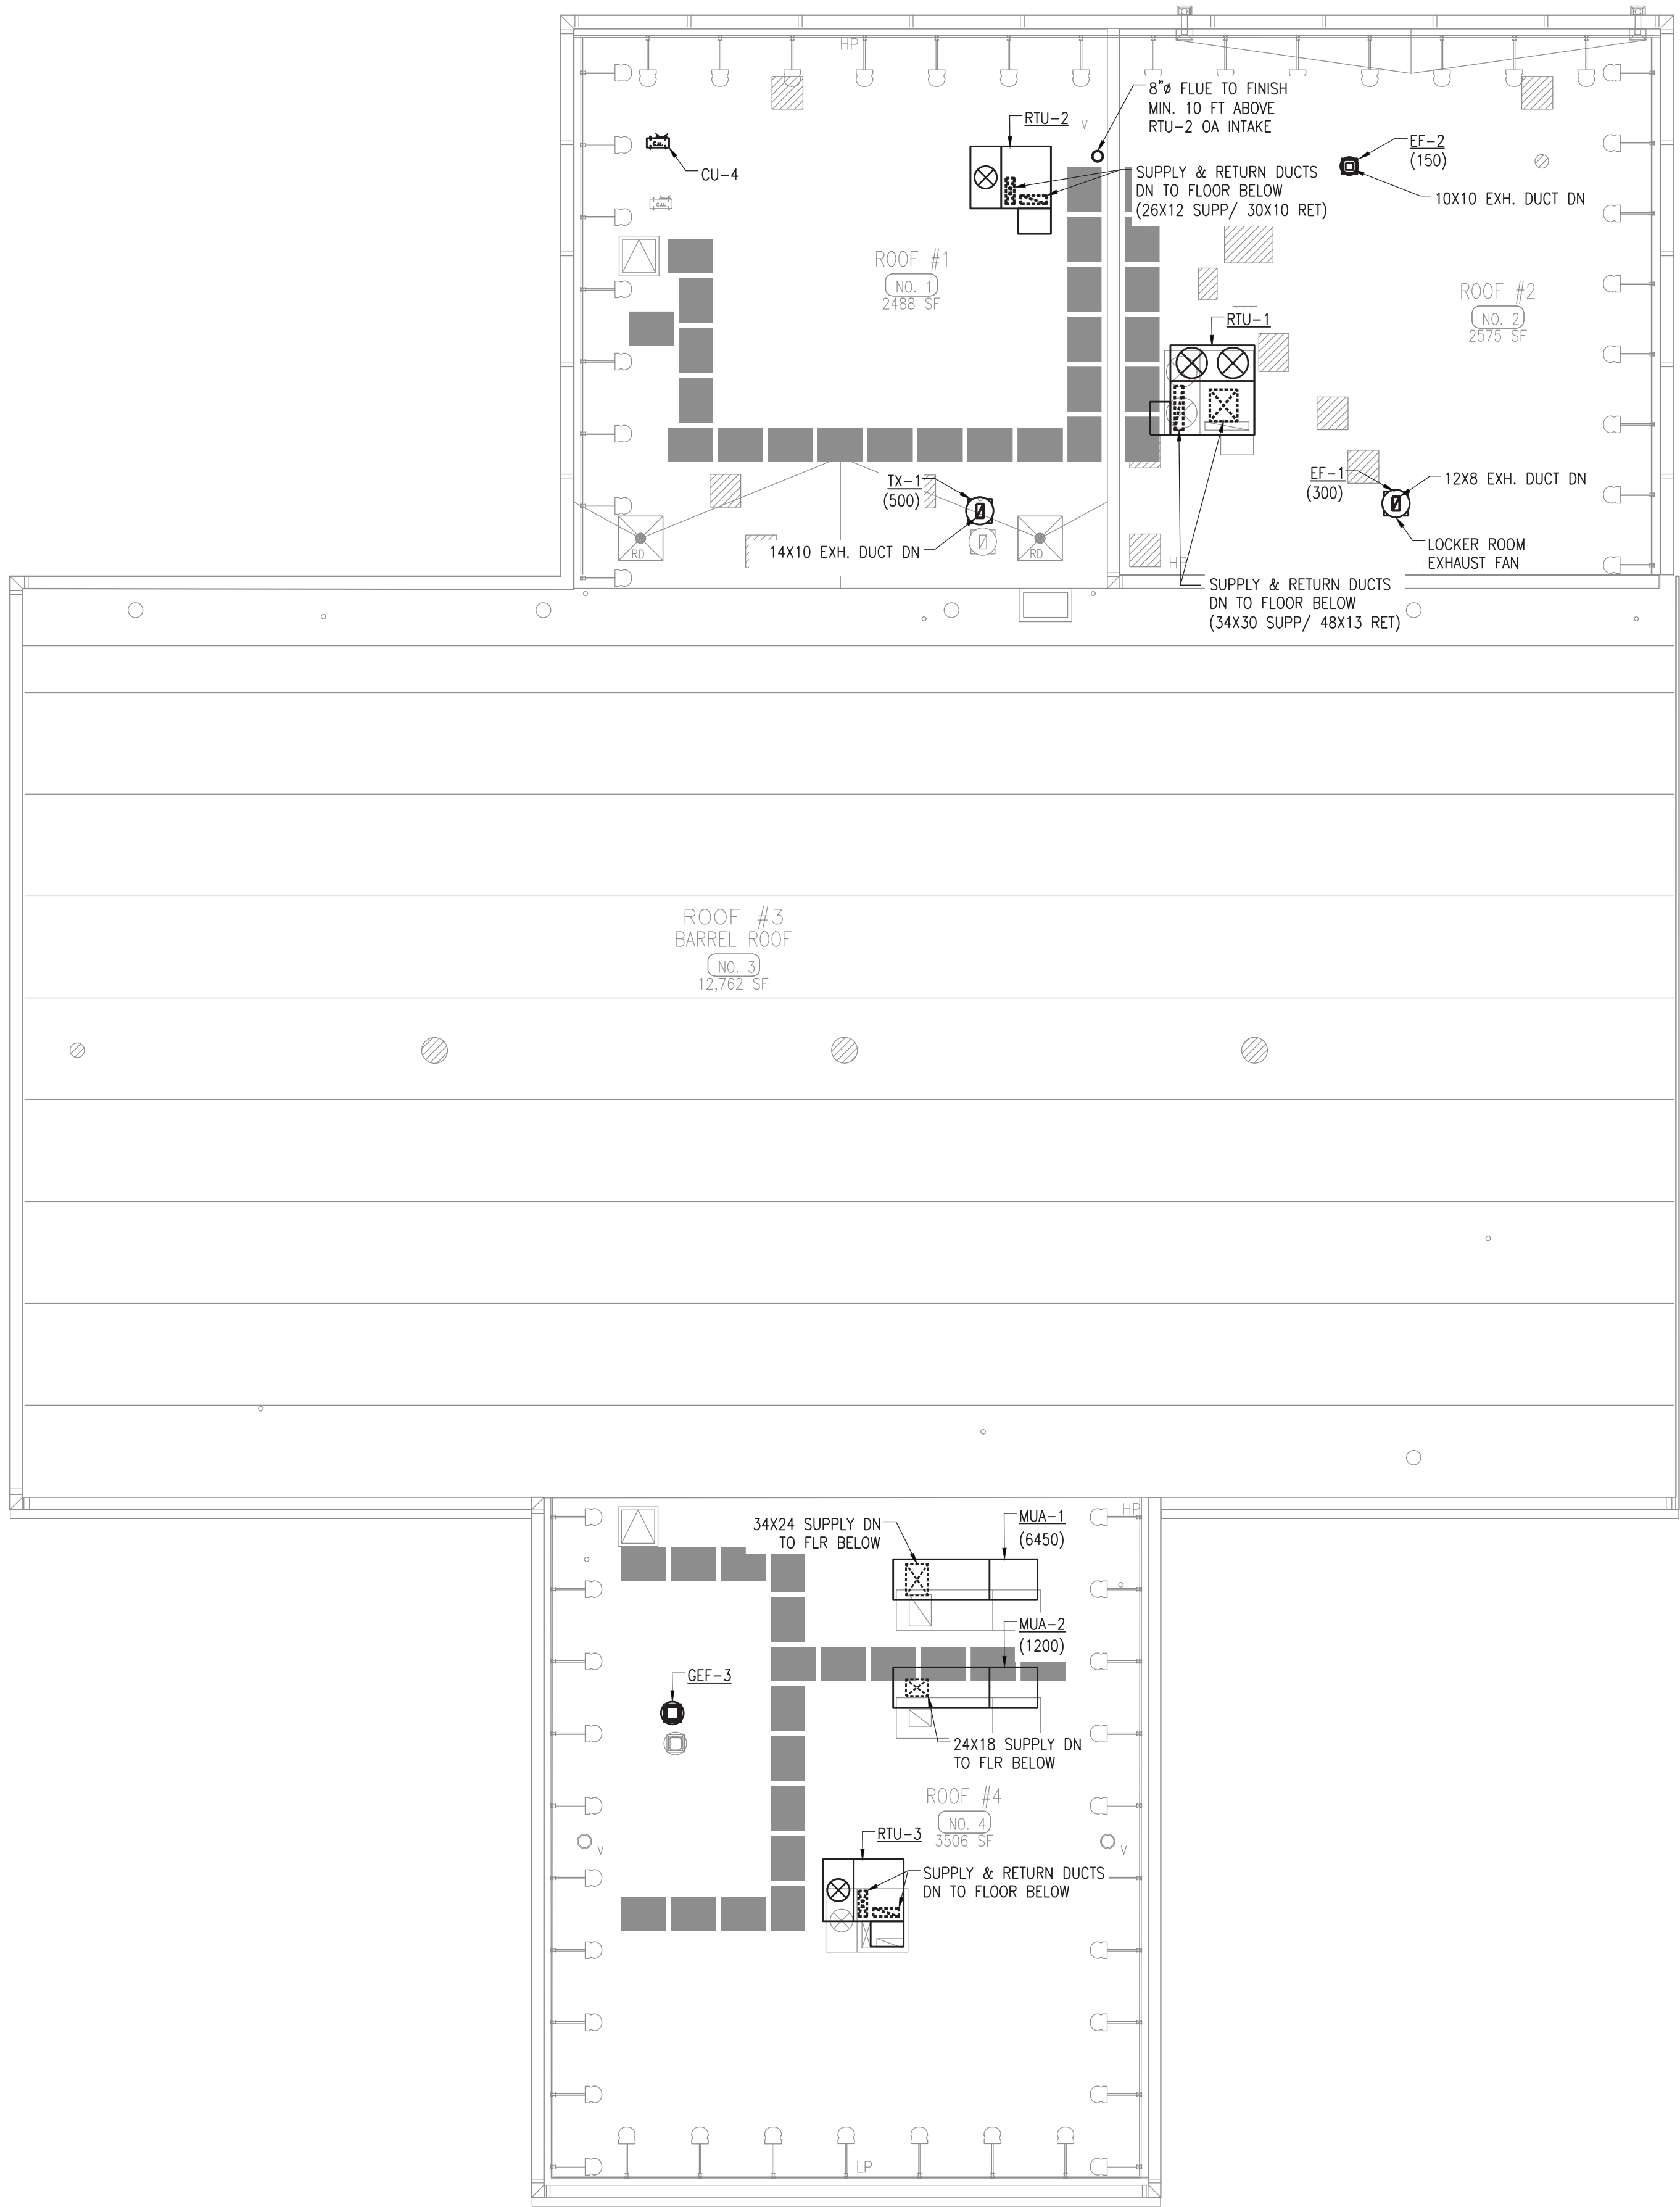 HP
8"ø FLUE TO FINISH
MIN. 10 FT ABOVE
RTU-2 OA INTAKE
RTU-2
V
EF-2
(150)
C.U.
CU-4
SUPPLY & RETURN DUCTS
DN TO FLOOR BELOW
(26X12 SUPP/ 30X10 RET)
10X10 EXH. DUCT DN
C.U.
ROOF #1
NO. 1
2488 SF
ROOF #2
NO. 2
2575 SF
RTU-1
TX-1
(500)
EF-1
(300)
12X8 EXH. DUCT DN
14X10 EXH. DUCT DN
RD
RD
LOCKER ROOM
EXHAUST FAN
HP
SUPPLY & RETURN DUCTS
DN TO FLOOR BELOW
(34X30 SUPP/ 48X13 RET)
ROOF #3
BARREL ROOF
NO. 3
12,762 SF
HP
34X24 SUPPLY DN
TO FLR BELOW
MUA-1
(6450)
MUA-2
(1200)
GEF-3
24X18 SUPPLY DN
TO FLR BELOW
ROOF #4
NO. 4
3506 SF
RTU-3
V
V
SUPPLY & RETURN DUCTS
DN TO FLOOR BELOW
LP